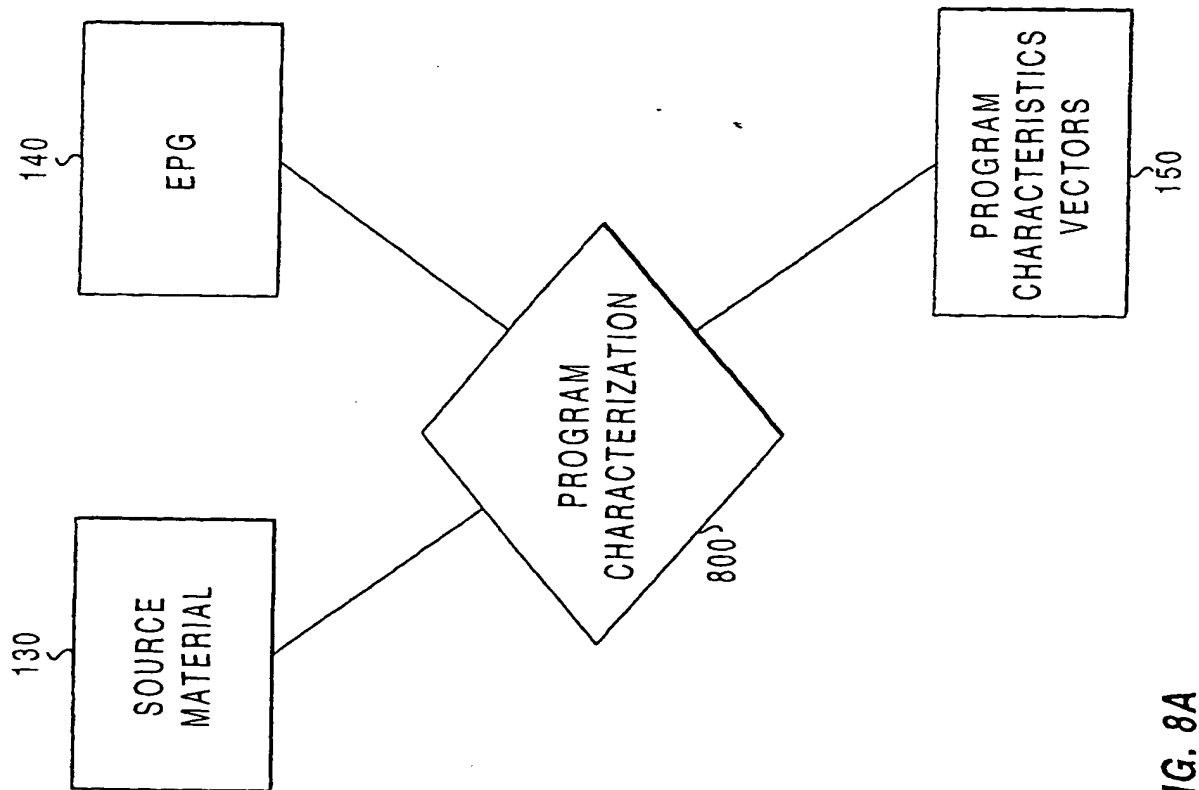 130
SOURCE
MATERIAL
140
EPG
PROGRAM
CHARACTERIZATION
800
PROGRAM
CHARACTERISTICS
VECTORS
150
FIG. 8A